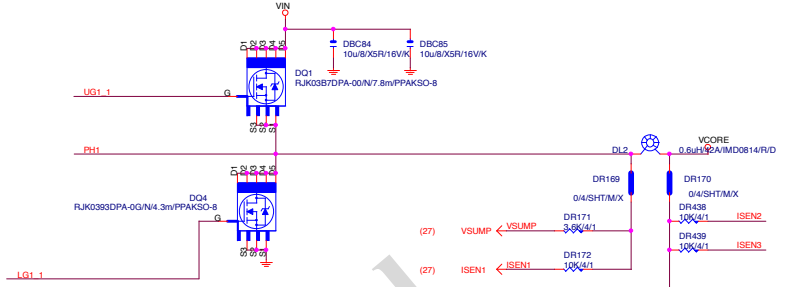 VIN
DBC84
10u/8/X5R/16V/K
DBC85
10u/8/X5R/16V/K
D1
D2
D3
D4
D5
DQ1
RJK03B7DPA-00/N/7.8m/PPAKSO-8
UG1_1
G
S3
S2
S1
PH1
DL2
VCORE
0.6uH/42A/IMD0814/R/D
D1
D2
D3
D4
D5
DQ4
RJK0393DPA-0G/N/4.3m/PPAKSO-8
G
S3
S2
S1
LG1_1
DR169
0/4/SHT/M/X
DR170
0/4/SHT/M/X
DR438
10K/4/1
ISEN2
DR171
3.6K/4/1
(27)
VSUMP
VSUMP
DR439
10K/4/1
ISEN3
DR172
10K/4/1
(27)
ISEN1
ISEN1